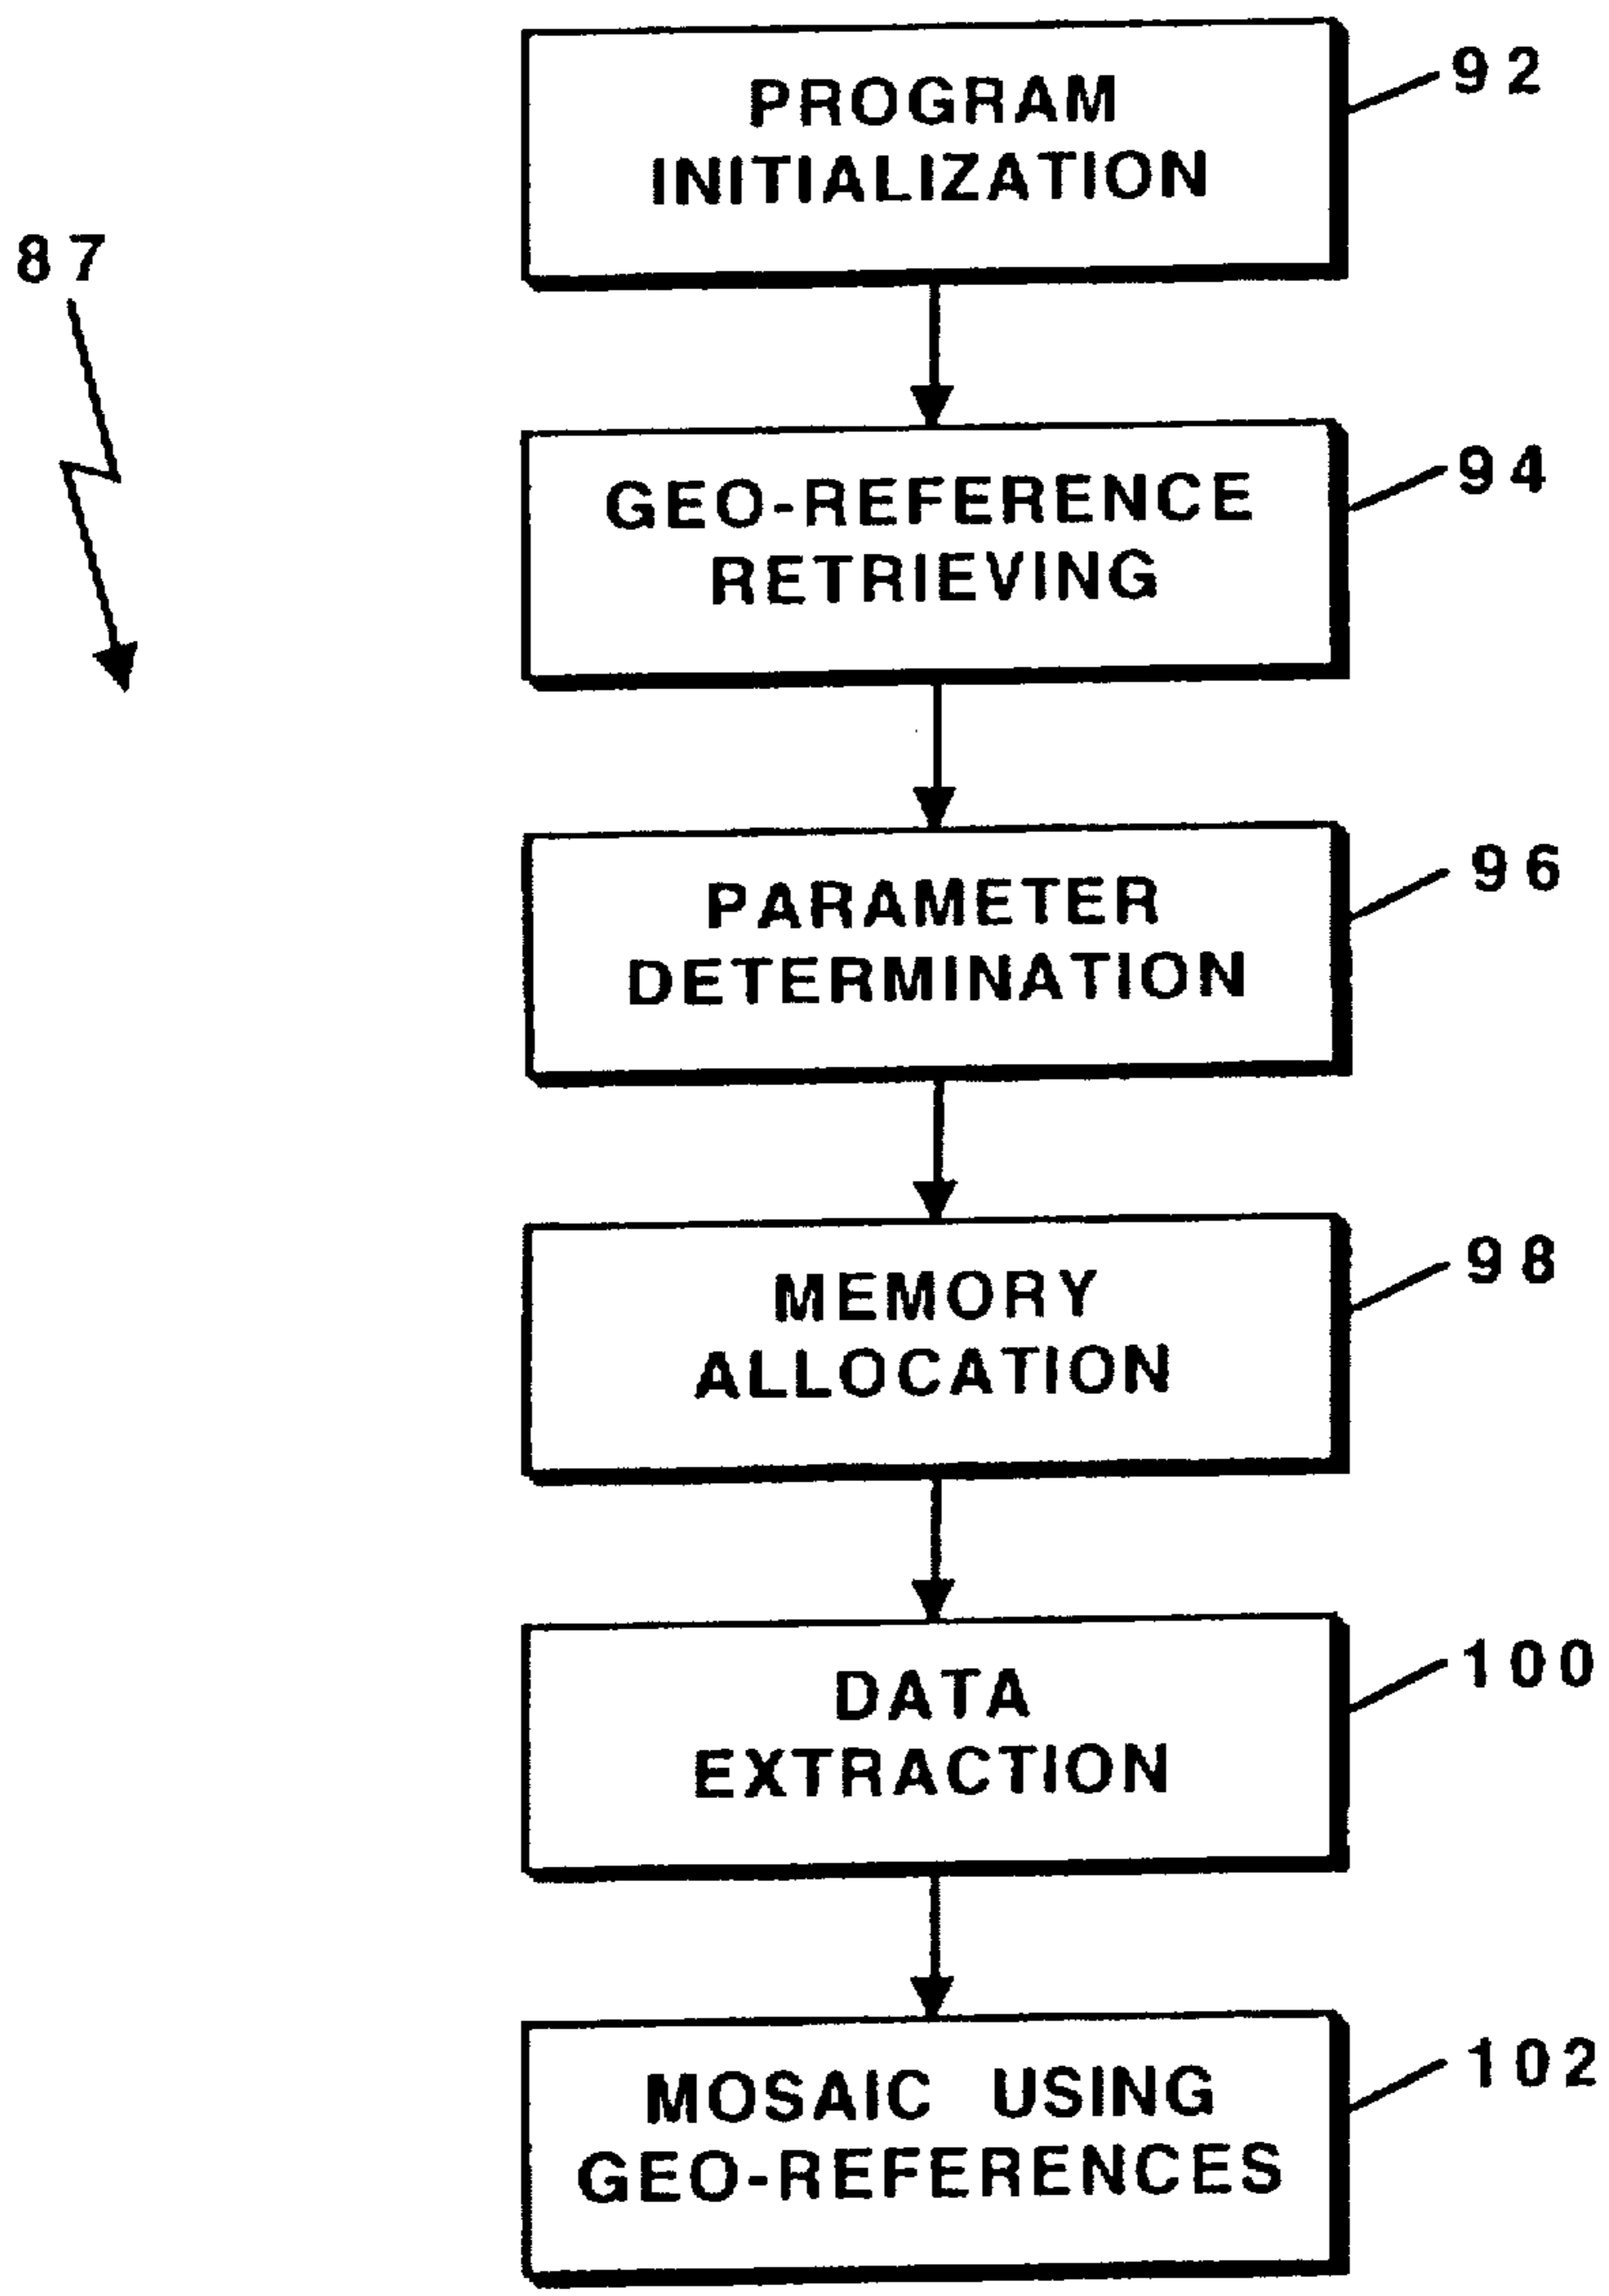 PROGRAM
INITIALIZATION
92
87
GEO-REFERENCE
RETRIEVING
94
PARAMETER
DETERMINATION
96
MEMORY
ALLOCATION
98
DATA
EXTRACTION
100
MOSAIC USING
GEO-REFERENCES
102